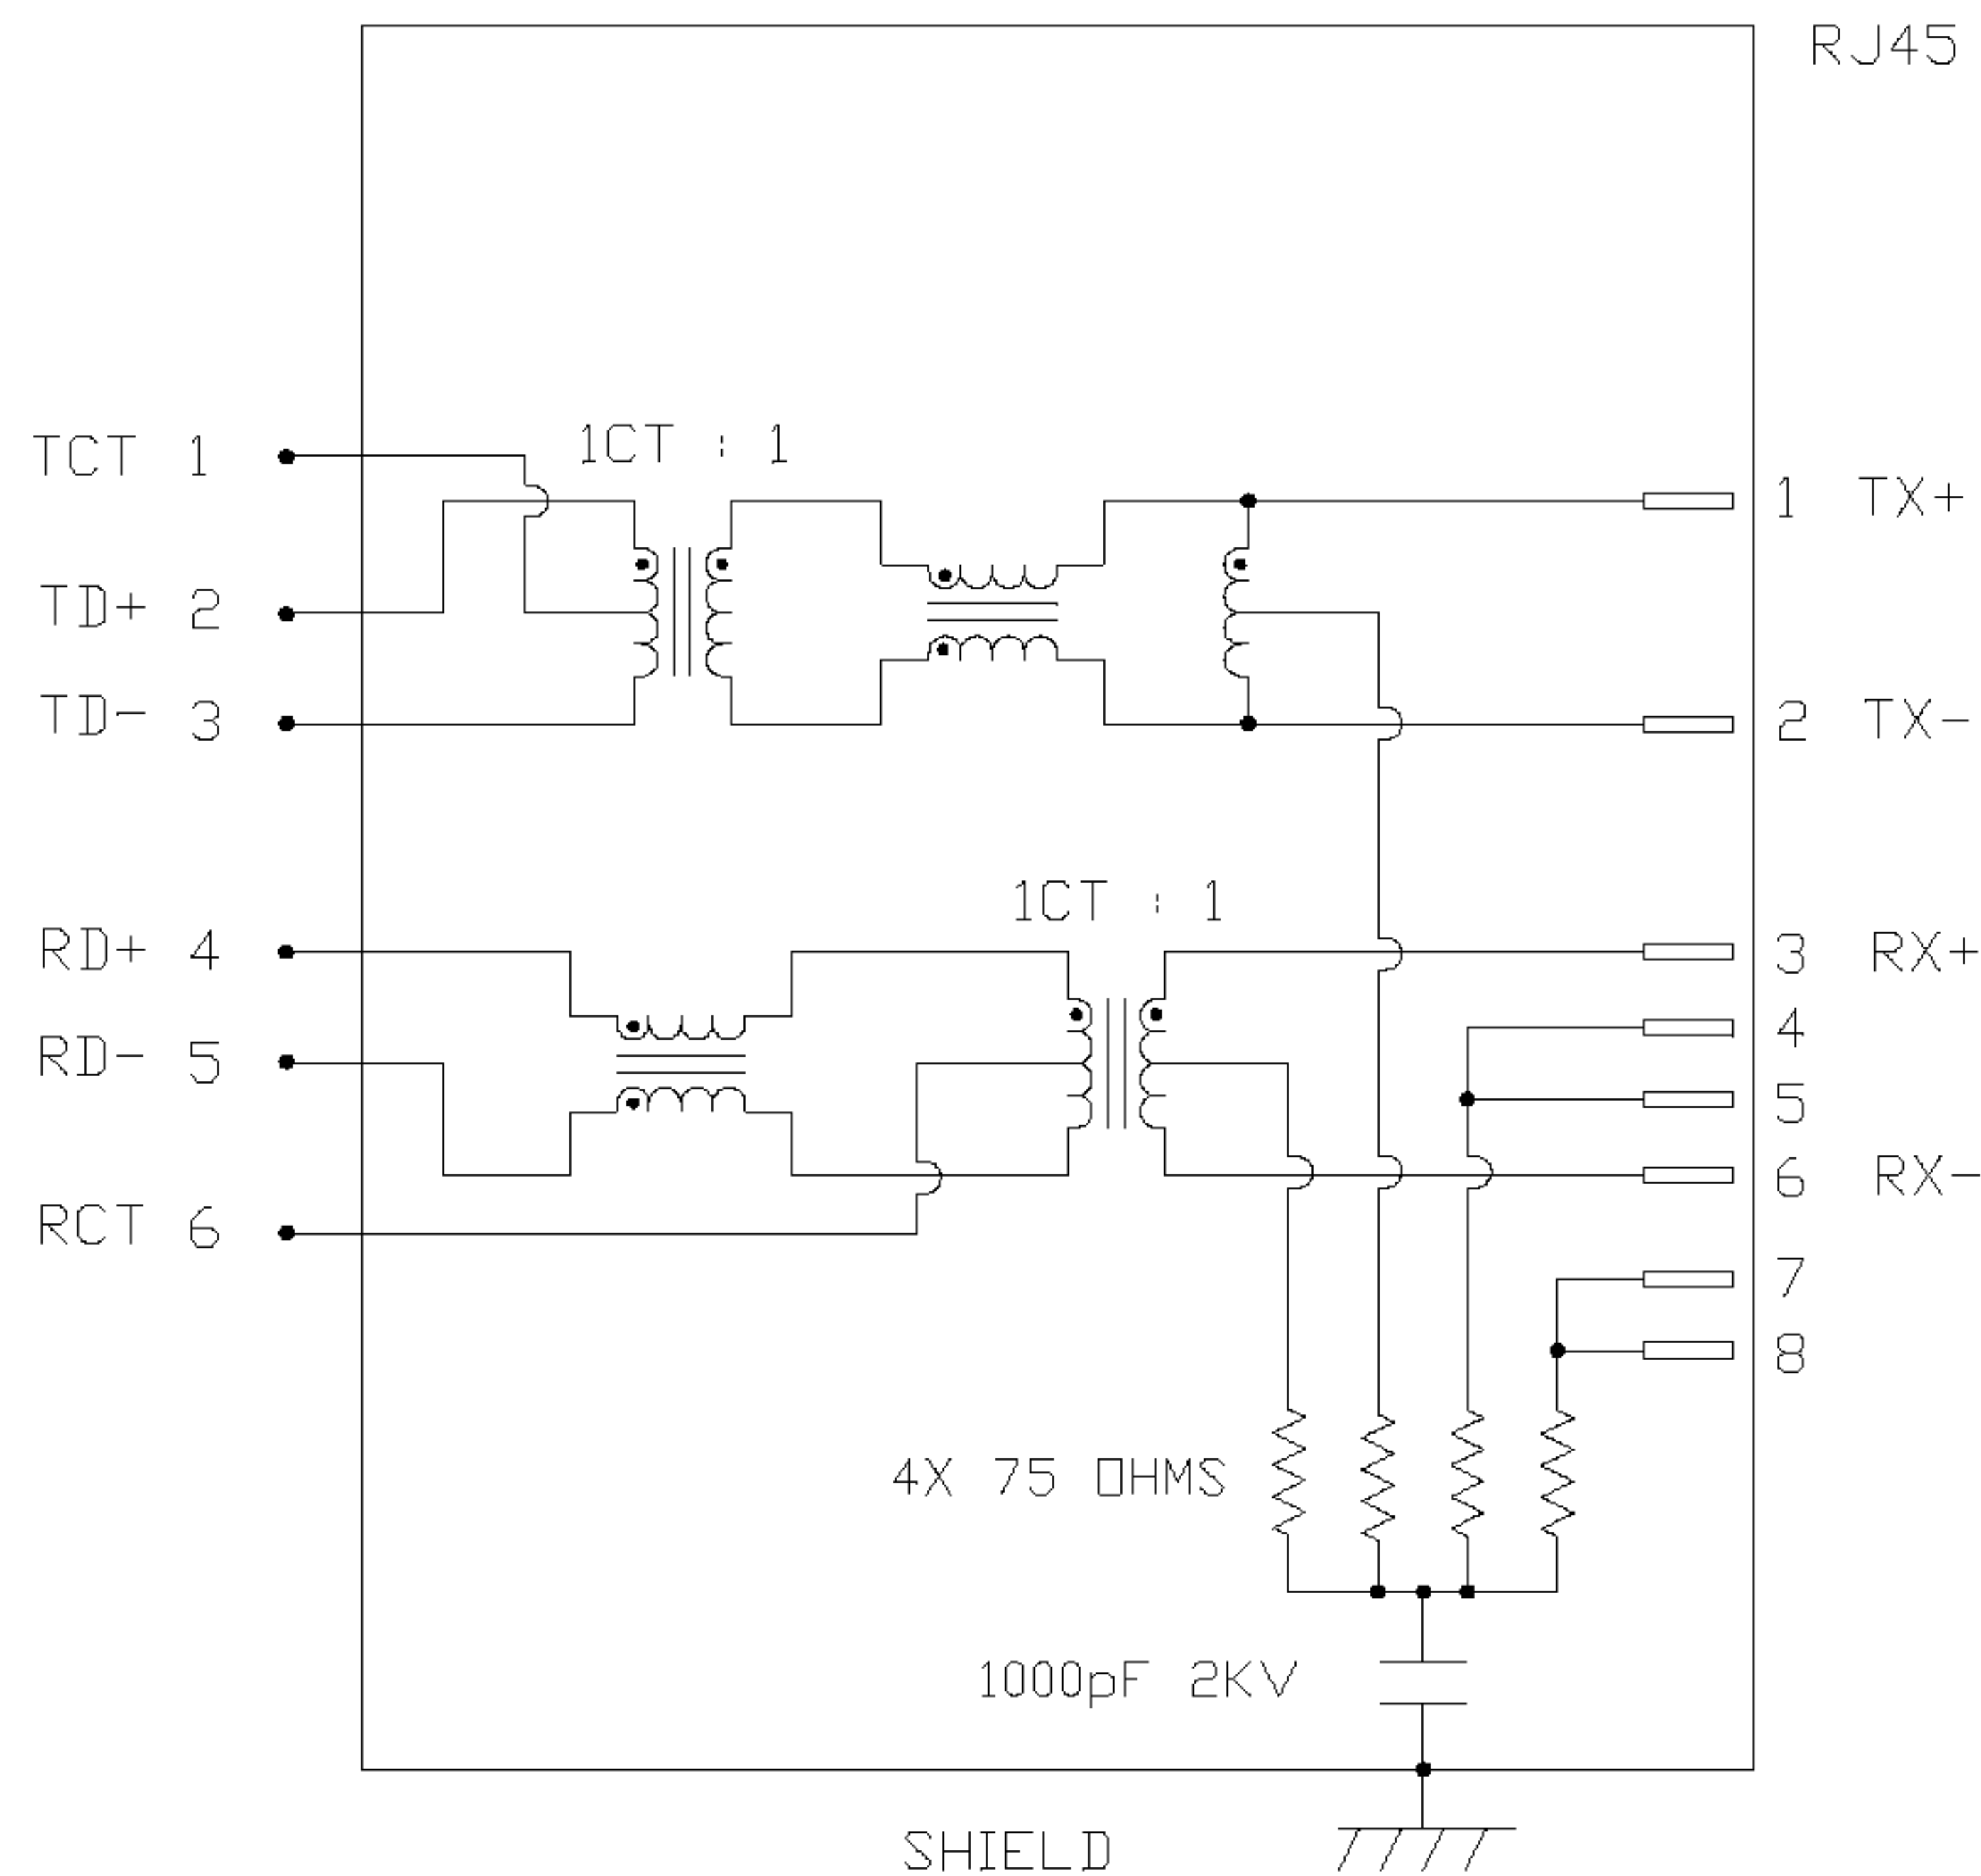 RJ45
TCT 1
1CT : 1
1 TX+
TD+ 2
TD- 3
2 TX-
1CT : 1
RD+ 4
3 RX+
4
RD- 5
5
6 RX-
RCT 6
7
8
4X 75 OHMS
1000pF 2KV
SHIELD